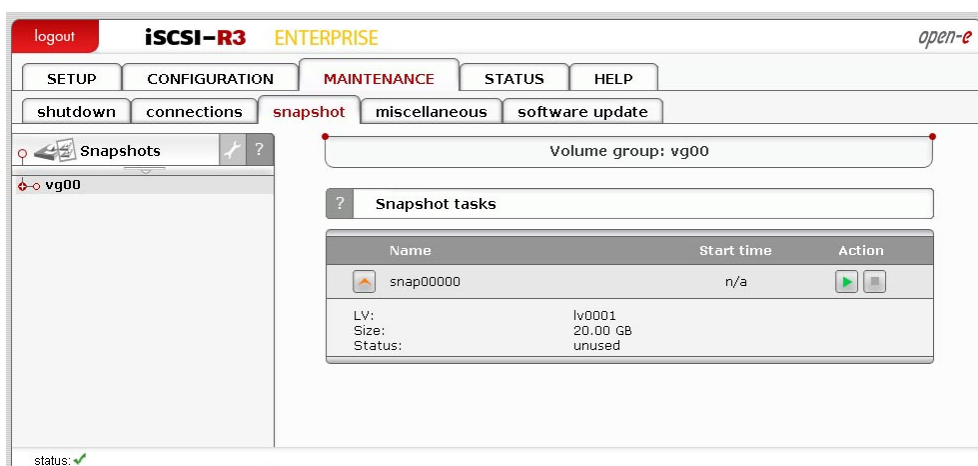 logout iSCSI-R3 ENTERPRISE open-e
SETUP CONFIGURATION MAINTENANCE STATUS HELP
shutdown connections snapshot miscellaneous software update
Snapshots ?
vg00
Volume group: vg00
? Snapshot tasks
Name Start time Action
snap00000 n/a
LV: lv0001
Size: 20.00 GB
Status: unused
status: